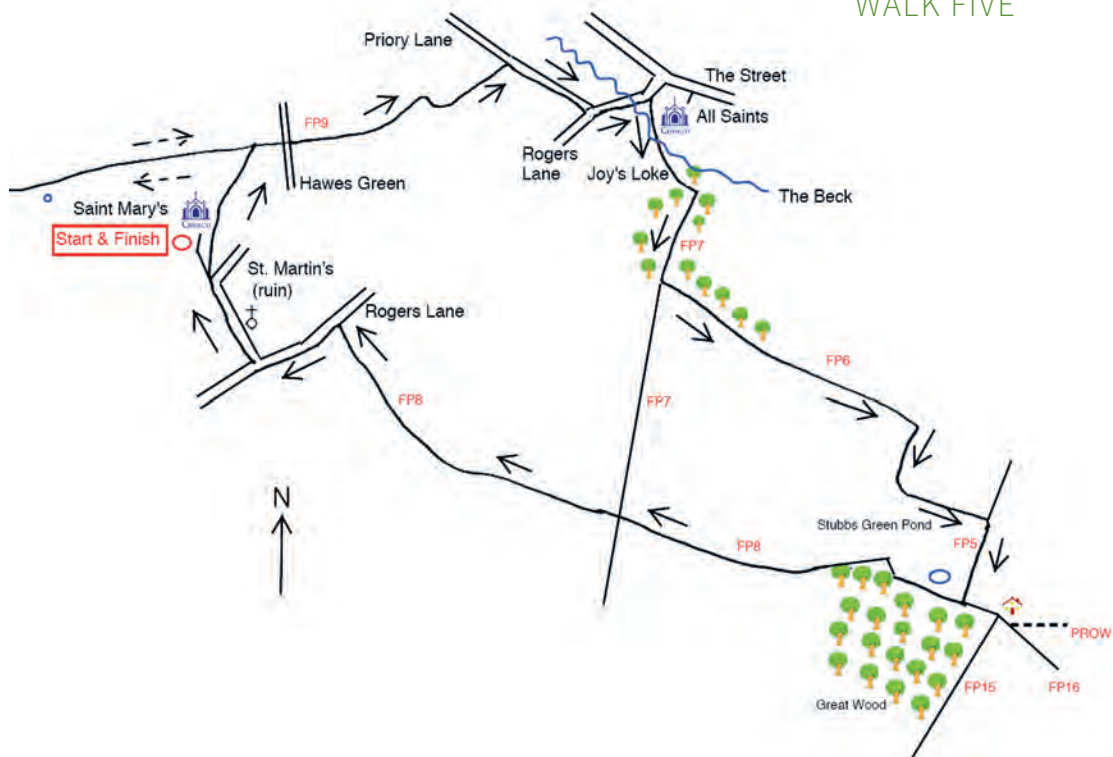 WALK FIVE
Priory Lane
The Street
All Saints
CHURCH
FP9
Rogers
Lane
Joy's Loke
Hawes Green
The Beck
Saint Mary's
CHURCH
Start & Finish
St. Martin's
(ruin)
FP7
Rogers Lane
FP6
FP8
FP7
N
Stubbs Green Pond
FP5
FP8
PROW
FP15
FP16
Great Wood